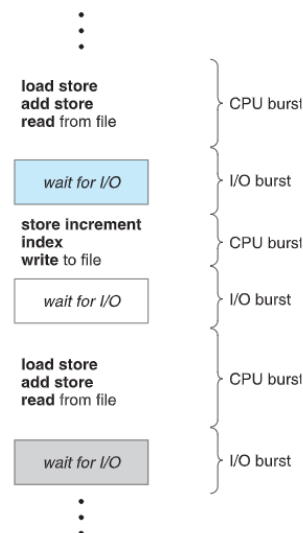 load store
add store
read from file
CPU burst
wait for I/O
I/O burst
store increment
index
write to file
CPU burst
wait for I/O
I/O burst
load store
add store
read from file
CPU burst
wait for I/O
I/O burst